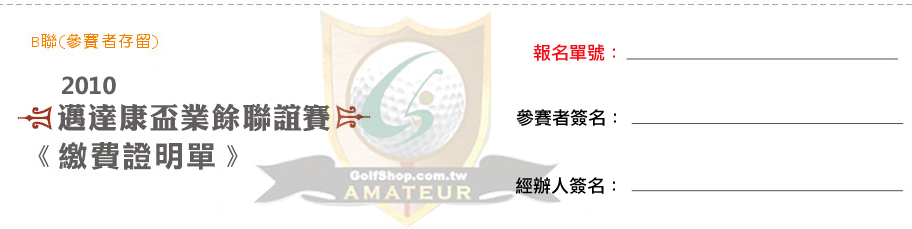 B聯(參賽者存留)
2010
邁達康盃業餘聯誼賽
《繳費證明單》
GolfShop.com.tw
AMATEUR
報名單號：
參賽者簽名：
經辦人簽名：